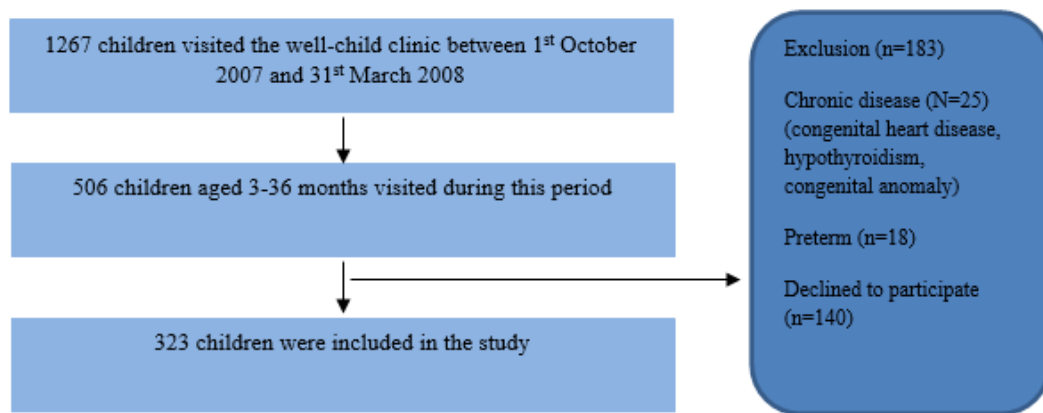 1267 children visited the well-child clinic between 1st October
2007 and 31st March 2008
506 children aged 3-36 months visited during this period
323 children were included in the study
Exclusion (n=183)
Chronic disease (N=25)
(congenital heart disease,
hypothyroidism,
congenital anomaly)
Preterm (n=18)
Declined to participate
(n=140)